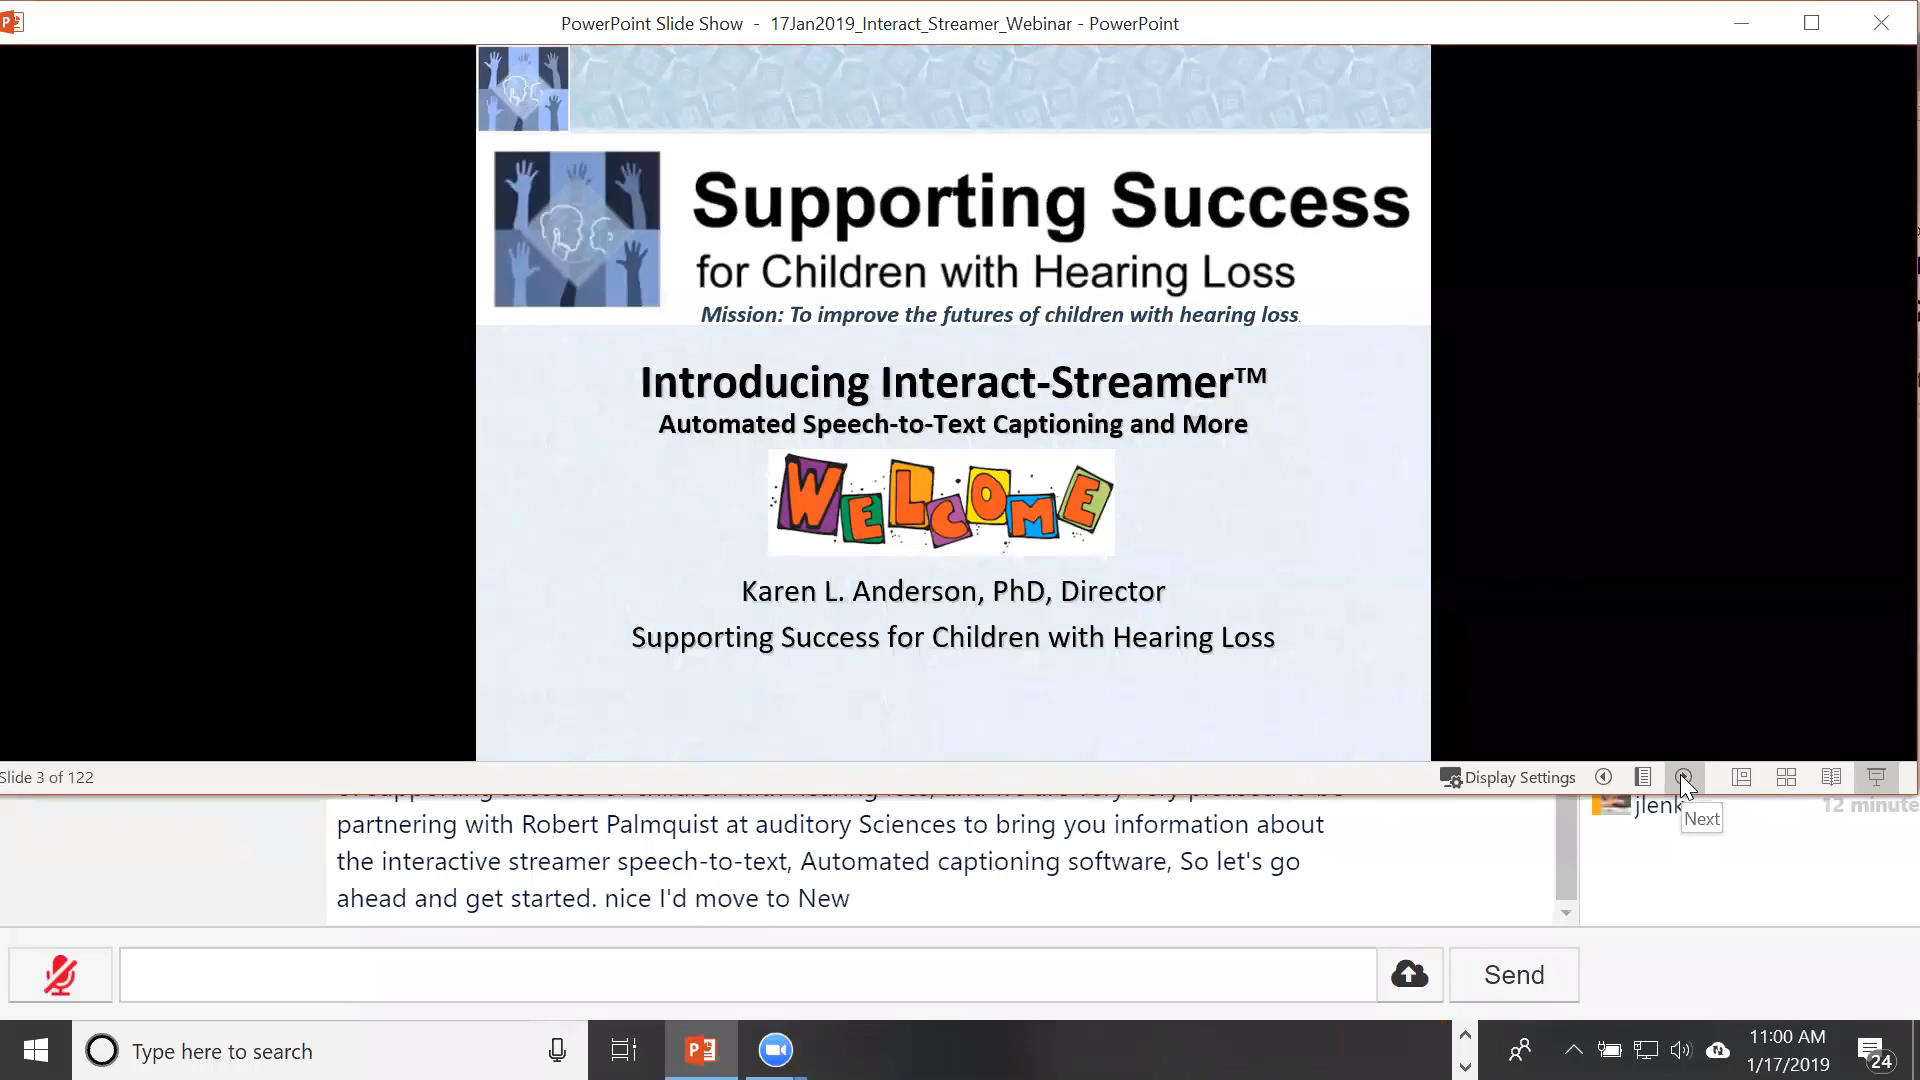 PowerPoint Slide Show - 17Jan2019_Interact_Streamer_Webinar - PowerPoint
Supporting Success
for Children with Hearing Loss
Mission: To improve the futures of children with hearing loss.
Introducing Interact-Streamer™
Automated Speech-to-Text Captioning and More
WELCOME
Karen L. Anderson, PhD, Director
Supporting Success for Children with Hearing Loss
Slide 3 of 122
Display Settings
partnering with Robert Palmquist at auditory Sciences to bring you information about
the interactive streamer speech-to-text, Automated captioning software, So let's go
ahead and get started. nice I'd move to New
jlenk
12 minute
Next
Send
Type here to search
11:00 AM
1/17/2019
24